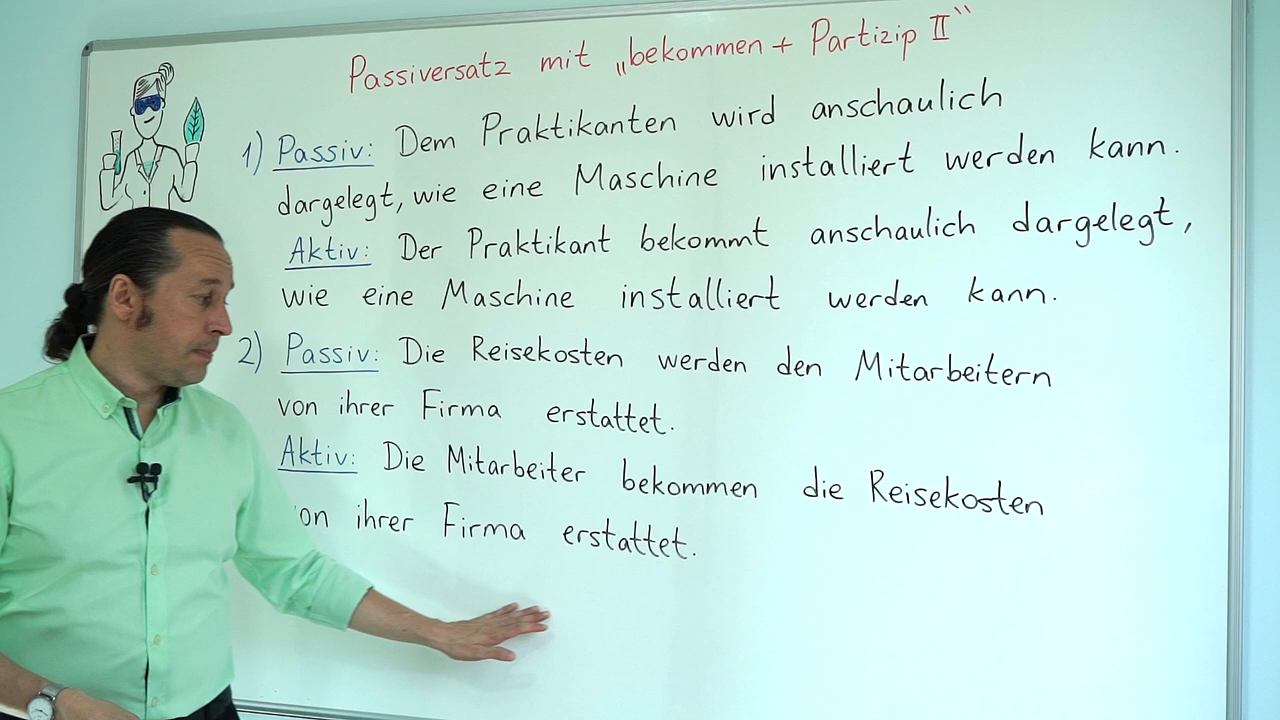 Passiversatz mit „bekommen + Partizip II“
1) Passiv: Dem Praktikanten wird anschaulich
dargelegt, wie eine Maschine installiert werden kann.
Aktiv: Der Praktikant bekommt anschaulich dargelegt,
wie eine Maschine installiert werden kann.
2) Passiv: Die Reisekosten werden den Mitarbeitern
von ihrer Firma erstattet.
Aktiv: Die Mitarbeiter bekommen die Reisekosten
von ihrer Firma erstattet.